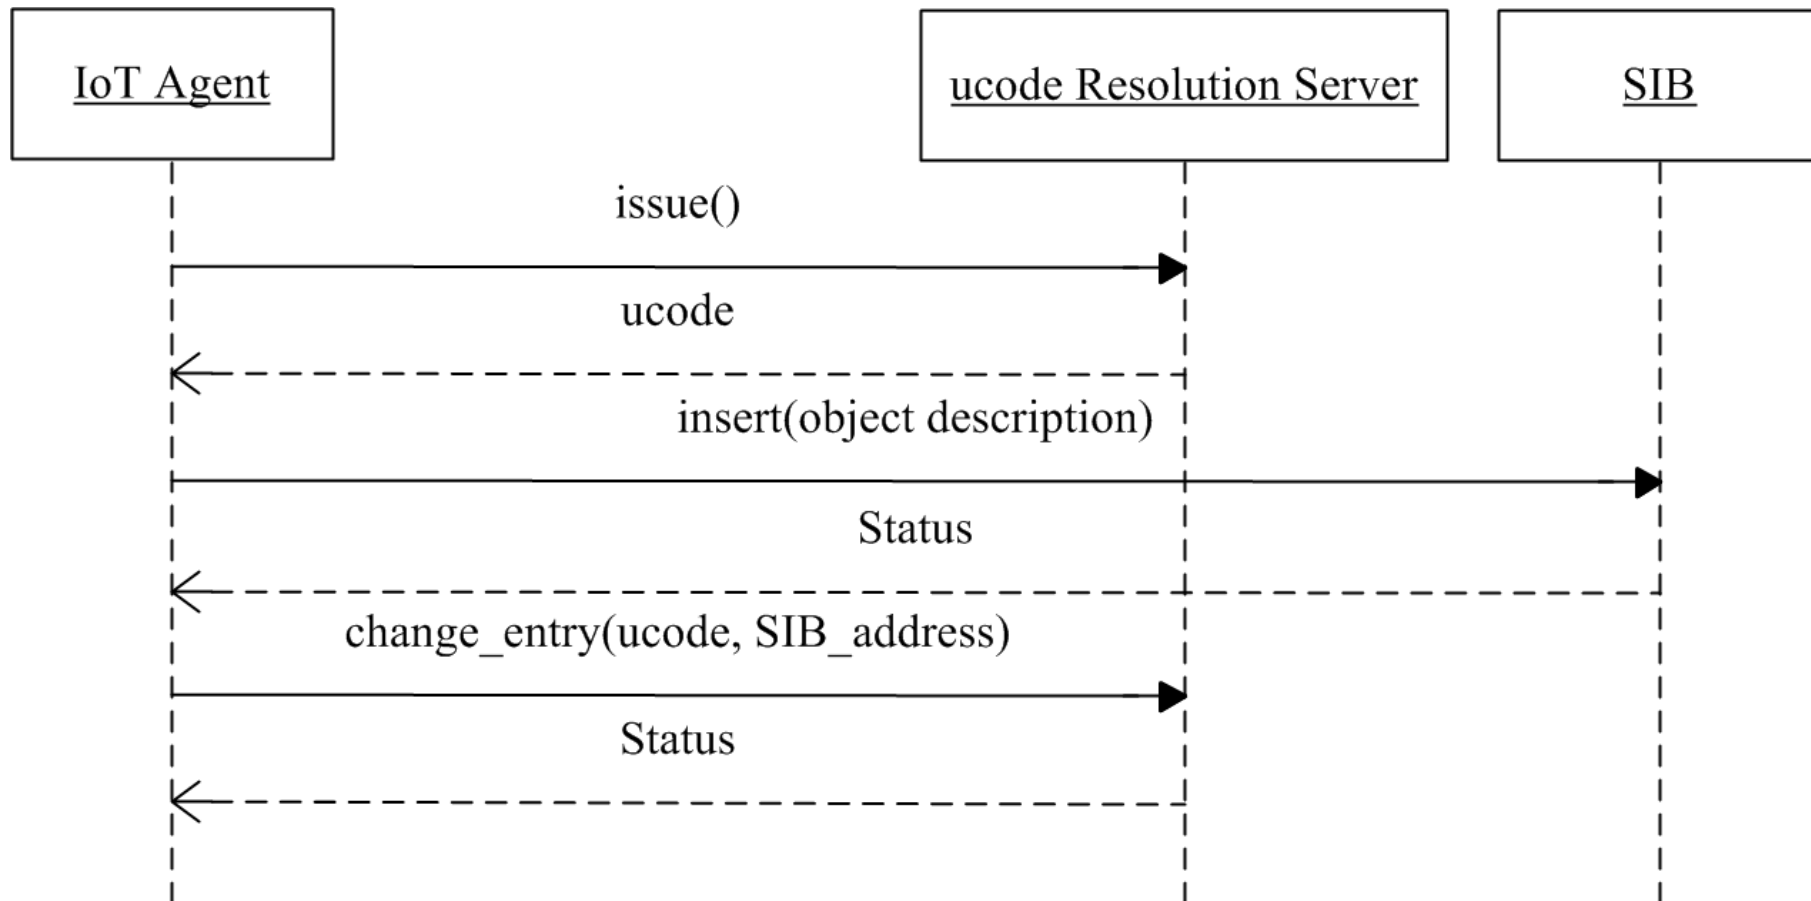 IoT Agent
ucode Resolution Server
SIB
issue()
ucode
insert(object description)
Status
change_entry(ucode, SIB_address)
Status